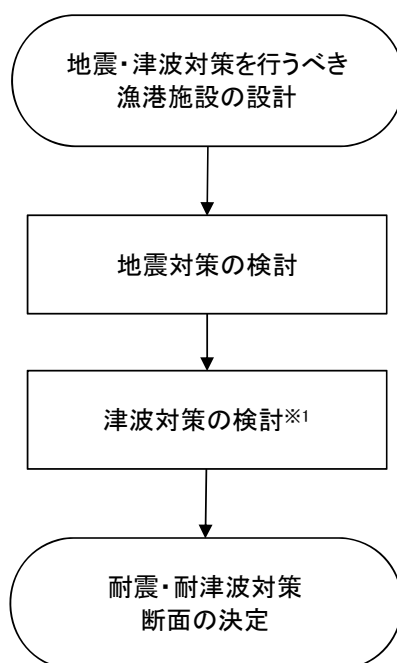 地震・津波対策を行うべき
漁港施設の設計
地震対策の検討
津波対策の検討※1
耐震・耐津波対策
断面の決定